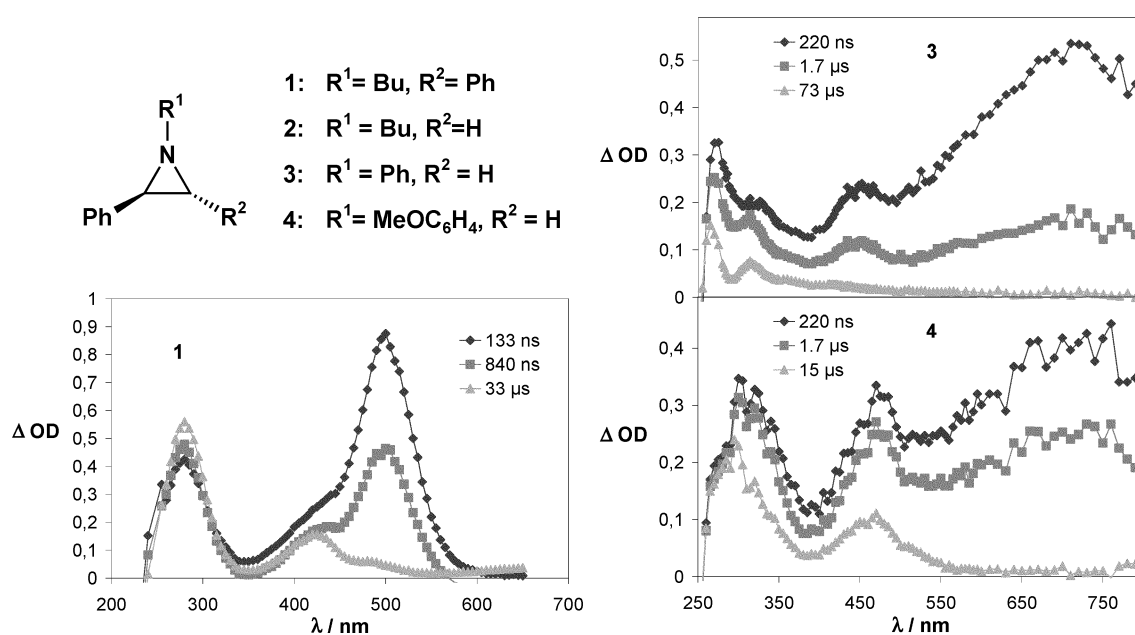 R1
N
Ph
R2
1: R1= Bu, R2= Ph
2: R1 = Bu, R2=H
3: R1 = Ph, R2 = H
4: R1= MeOC6H4, R2 = H
1
0,9
0,8
0,7
0,6
0,5
0,4
0,3
0,2
0,1
0
Δ OD
1
133 ns
840 ns
33 µs
200
300
400
500
600
700
λ / nm
0,5
0,4
0,3
0,2
0,1
0
Δ OD
220 ns
1.7 µs
73 µs
3
0,4
0,3
0,2
0,1
0
Δ OD
220 ns
1.7 µs
15 µs
4
250
350
450
550
650
750
λ / nm